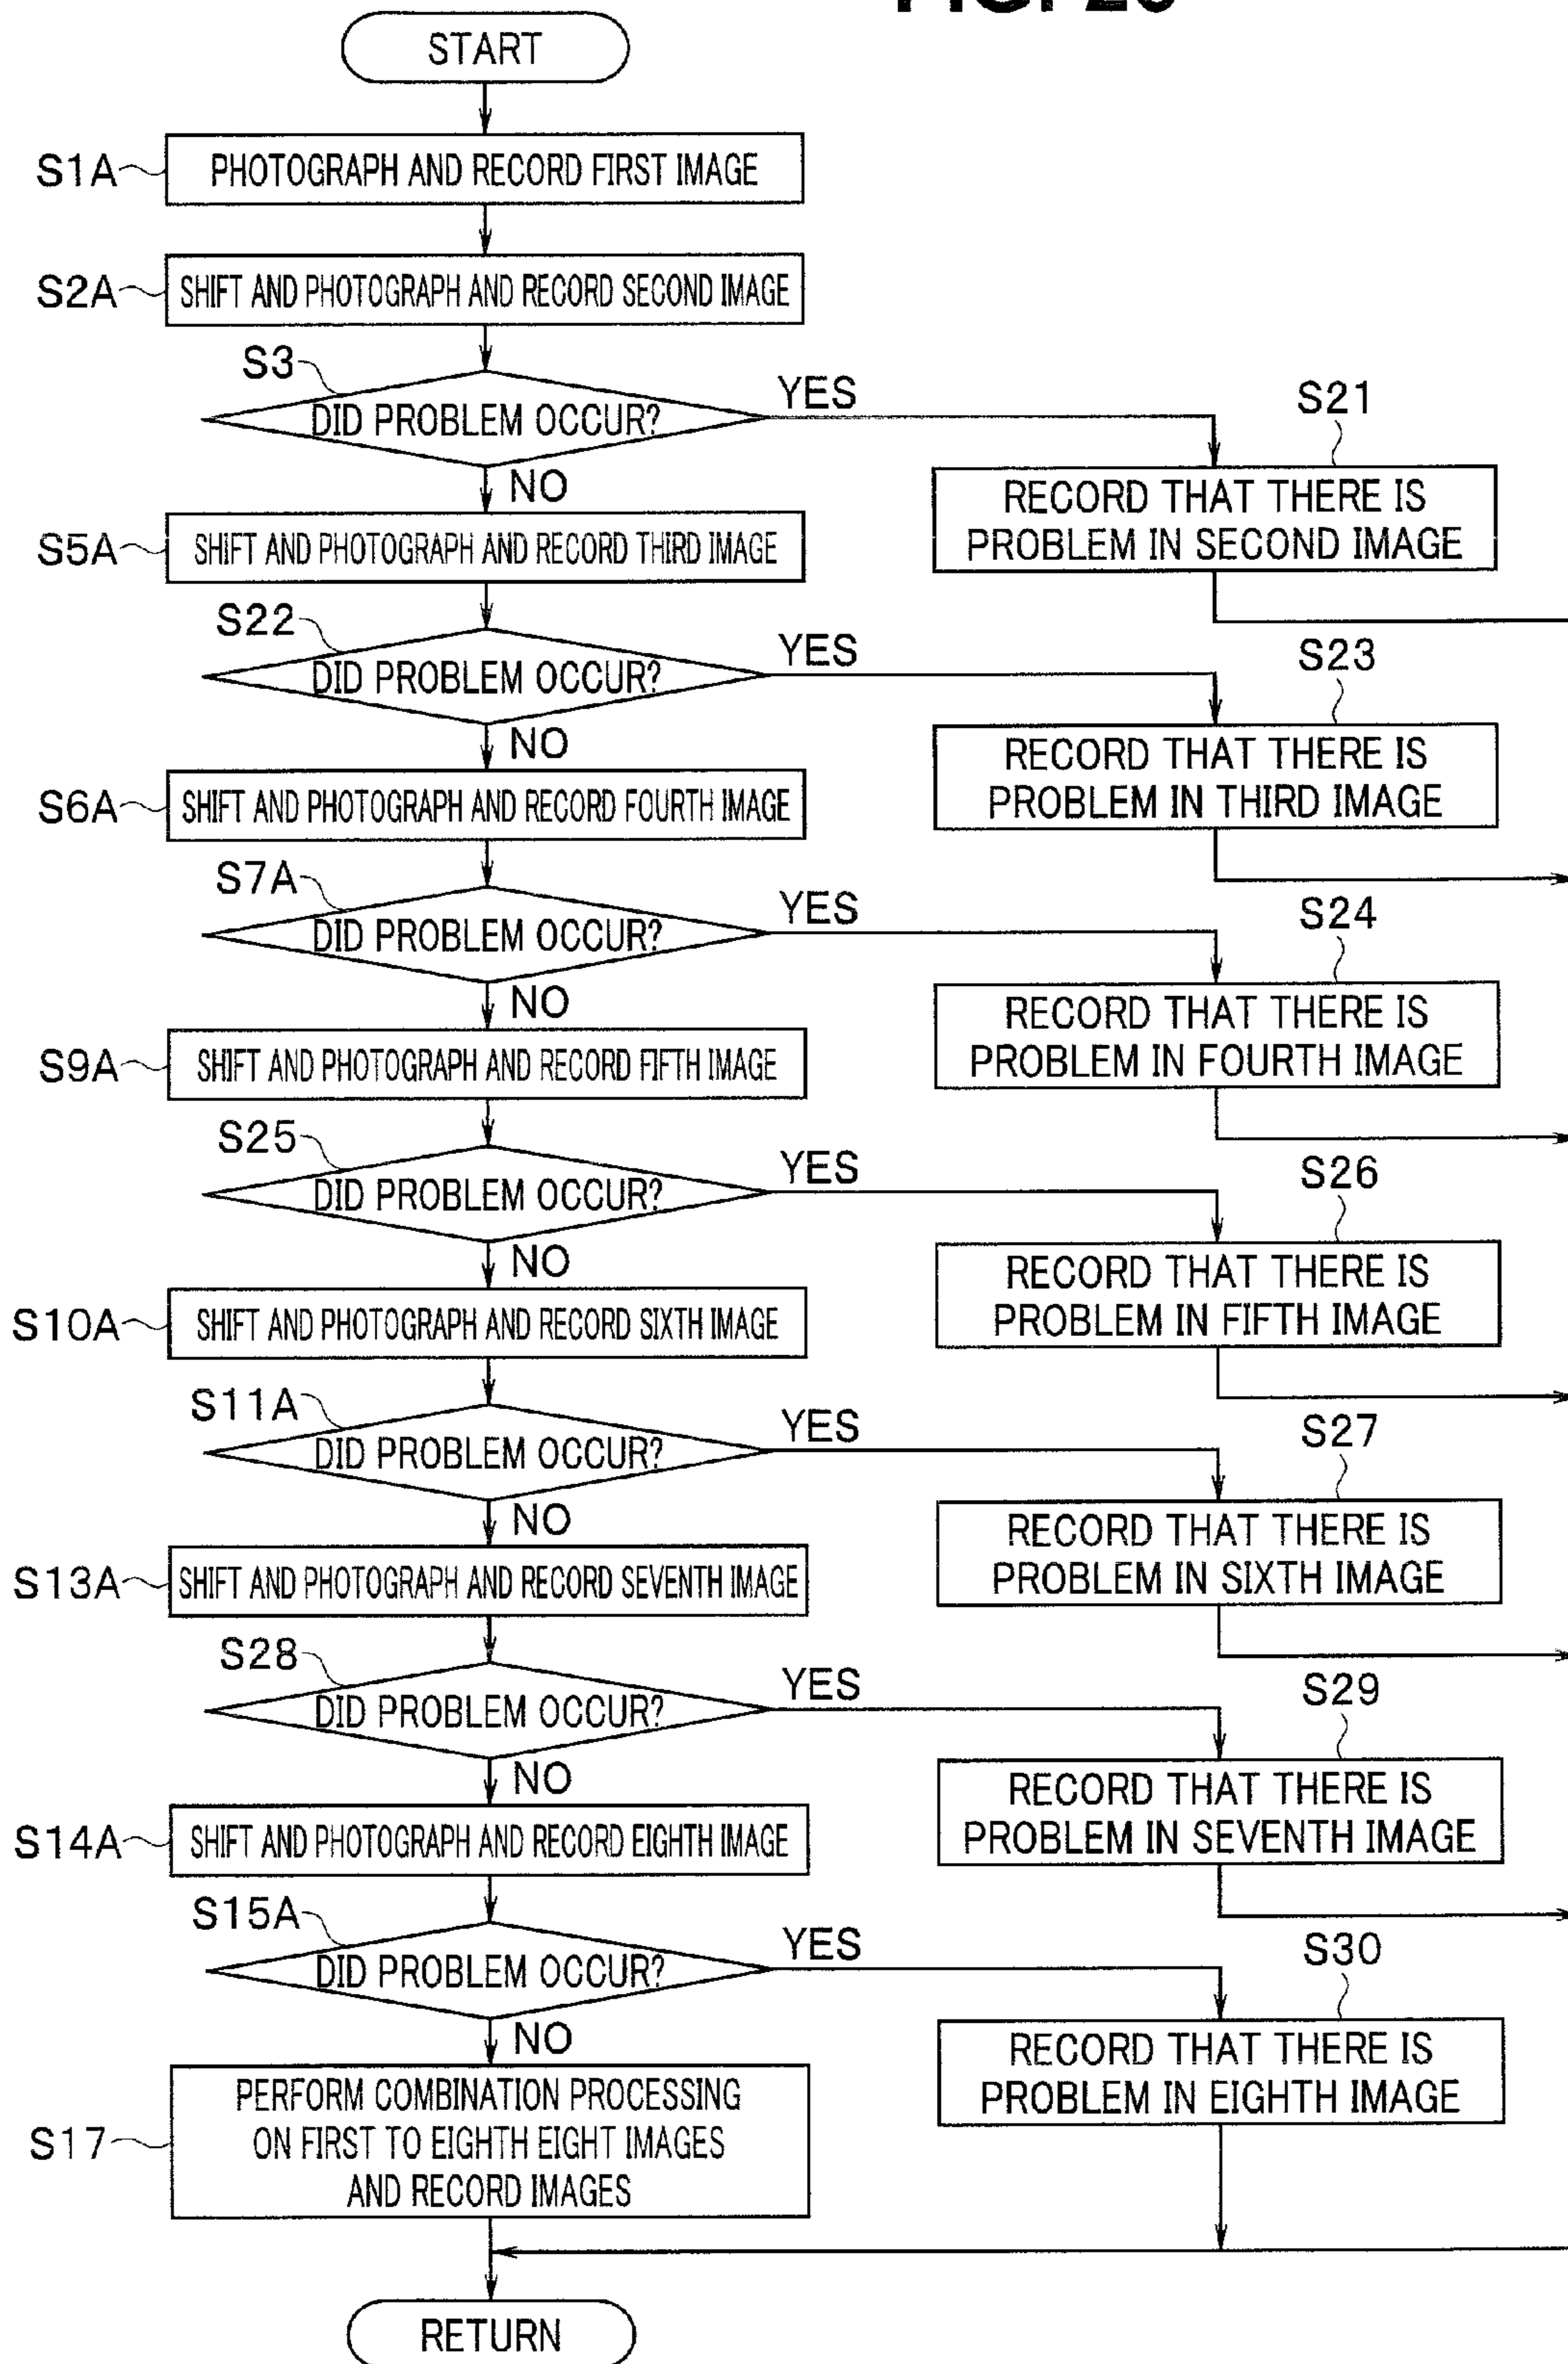 FIG.
START
S1A
PHOTOGRAPH AND RECORD FIRST IMAGE
S2A
SHIFT AND PHOTOGRAPH AND RECORD SECOND IMAGE
S3
DID PROBLEM OCCUR?
YES
NO
S21
RECORD THAT THERE IS
PROBLEM IN SECOND IMAGE
S5A
SHIFT AND PHOTOGRAPH AND RECORD THIRD IMAGE
S22
DID PROBLEM OCCUR?
YES
NO
S23
RECORD THAT THERE IS
PROBLEM IN THIRD IMAGE
S6A
SHIFT AND PHOTOGRAPH AND RECORD FOURTH IMAGE
S7A
DID PROBLEM OCCUR?
YES
NO
S24
RECORD THAT THERE IS
PROBLEM IN FOURTH IMAGE
S9A
SHIFT AND PHOTOGRAPH AND RECORD FIFTH IMAGE
S25
DID PROBLEM OCCUR?
YES
NO
S26
RECORD THAT THERE IS
PROBLEM IN FIFTH IMAGE
S10A
SHIFT AND PHOTOGRAPH AND RECORD SIXTH IMAGE
S11A
DID PROBLEM OCCUR?
YES
NO
S27
RECORD THAT THERE IS
PROBLEM IN SIXTH IMAGE
S13A
SHIFT AND PHOTOGRAPH AND RECORD SEVENTH IMAGE
S28
DID PROBLEM OCCUR?
YES
NO
S29
RECORD THAT THERE IS
PROBLEM IN SEVENTH IMAGE
S14A
SHIFT AND PHOTOGRAPH AND RECORD EIGHTH IMAGE
S15A
DID PROBLEM OCCUR?
YES
NO
S30
RECORD THAT THERE IS
PROBLEM IN EIGHTH IMAGE
S17
PERFORM COMBINATION PROCESSING
ON FIRST TO EIGHTH EIGHT IMAGES
AND RECORD IMAGES
RETURN